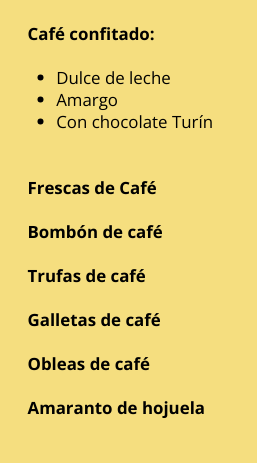 Café confitado:
• Dulce de leche
• Amargo
• Con chocolate Turín
Frescas de Café
Bombón de café
Trufas de café
Galletas de café
Obleas de café
Amaranto de hojuela